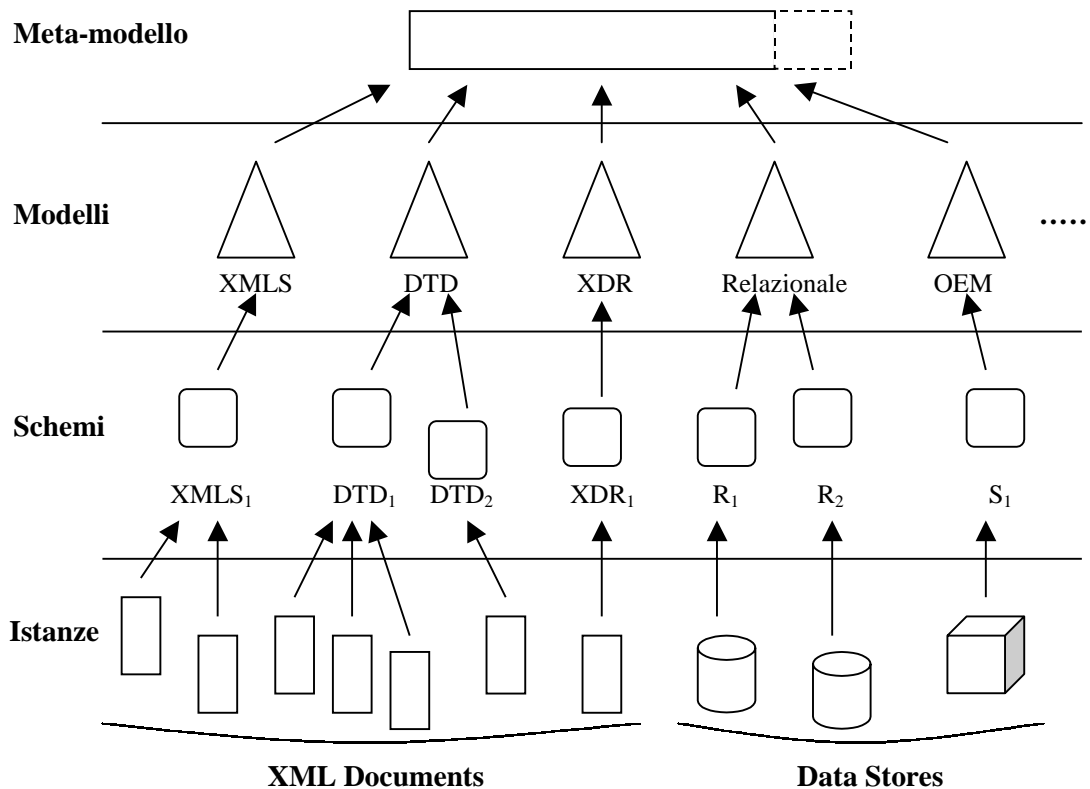 Meta-modello
Modelli
.....
XMLS DTD XDR Relazionale OEM
Schemi
XMLS₁ DTD₁ DTD₂ XDR₁ R₁ R₂ S₁
Istanze
XML Documents Data Stores